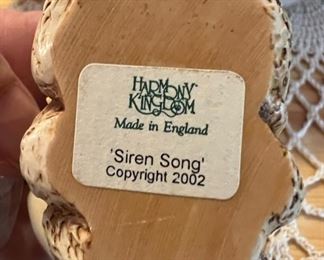 HARMONY
KINGDOM
Made in England
'Siren Song'
Copyright 2002